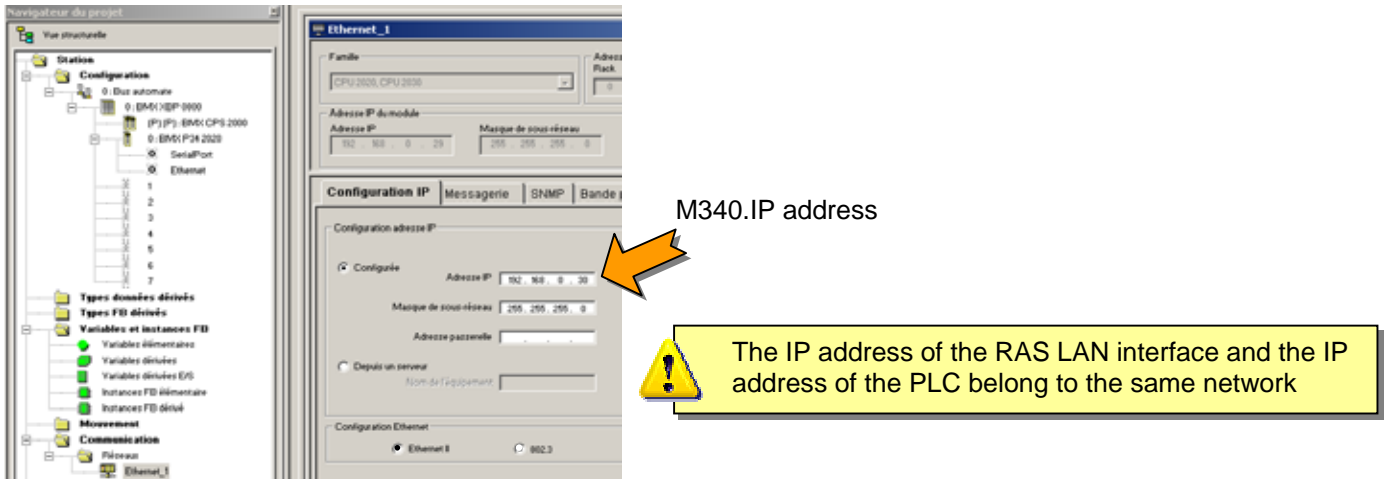 Navigateur du projet
Vue structurelle
Station
Configuration
0 : Bus automate
0 : BMX XBP 0800
(P) (P) : BMX CPS 2000
0 : BMX P34 2020
SerialPort
Ethernet
1
2
3
4
5
6
7
Types données dérivés
Types FB dérivés
Variables et instances FB
Variables élémentaires
Variables dérivées
Variables dérivées E/S
Instances FB élémentaire
Instances FB dérivé
Mouvement
Communication
Réseaux
Ethernet_1
Ethernet_1
Famille
CPU 2020, CPU 2030
Rack
0
Adresse IP du module
Adresse IP
Masque de sous-réseau
192 . 168 . 0 . 29
255 . 255 . 255 . 0
Configuration IP
Messagerie
SNMP
Bande
Configuration adresse IP
Configurée
Adresse IP
192 . 168 . 0 . 30
Masque de sous-réseau
255 . 255 . 255 . 0
Adresse passerelle
. . .
Depuis un serveur
Nom de l'équipement
Configuration Ethernet
Ethernet II
802.3
M340.IP address
The IP address of the RAS LAN interface and the IP
address of the PLC belong to the same network